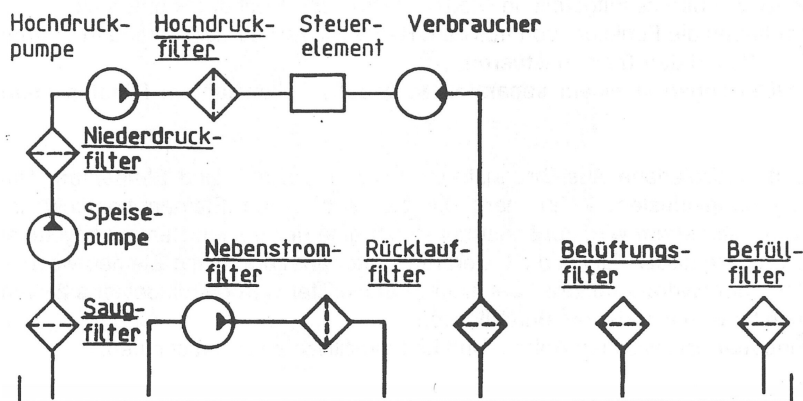 Hochdruck-
pumpe
Hochdruck-
filter
Steuer-
element
Verbraucher
Niederdruck-
filter
Speise-
pumpe
Saug-
filter
Nebenstrom-
filter
Rücklauf-
filter
Belüftungs-
filter
Befüll-
filter